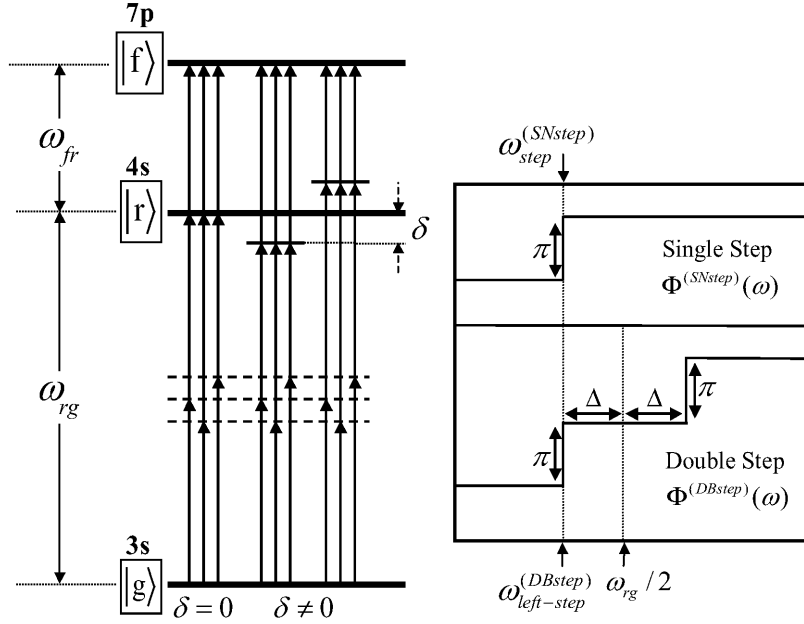 7p
|f⟩
ω_fr
4s
|r⟩
δ
ω_rg
3s
|g⟩
δ = 0
δ ≠ 0
ω_step^(SNstep)
π
Single Step
Φ^(SNstep)(ω)
Δ
Δ
π
π
Double Step
Φ^(DBstep)(ω)
ω_left−step^(DBstep)
ω_rg / 2